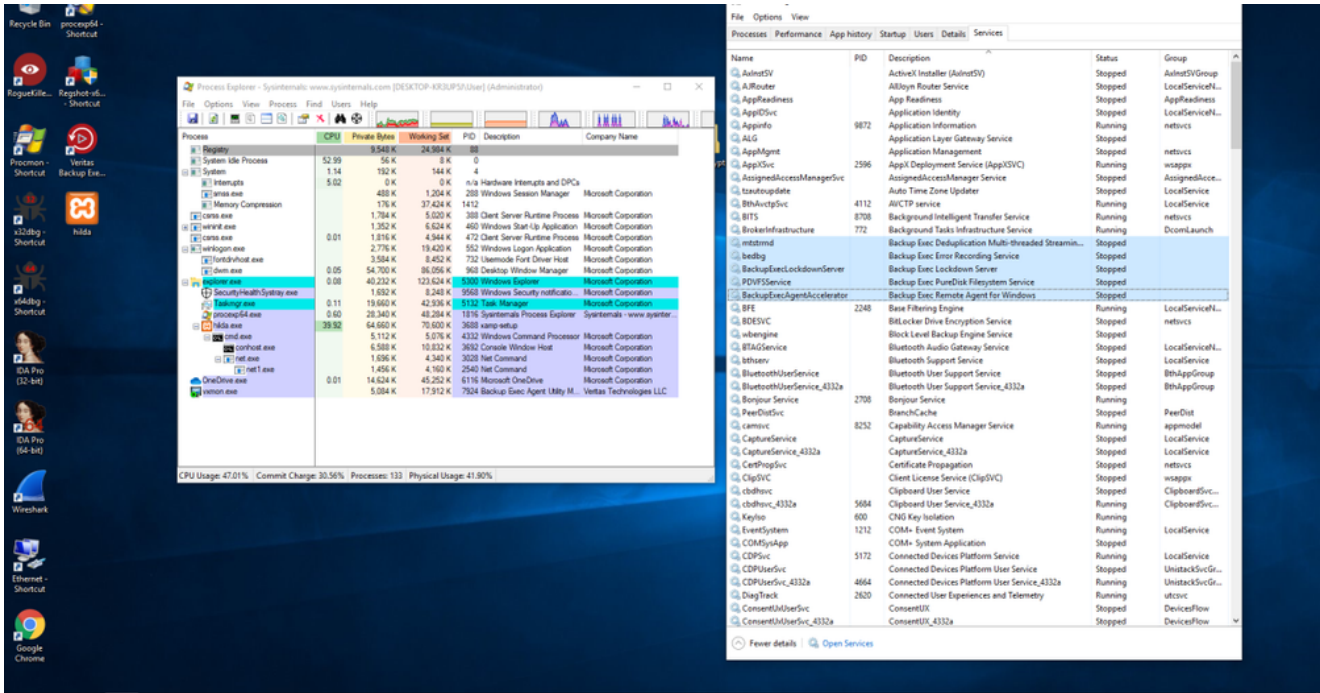 Recycle Bin
procexp64 - Shortcut
RogueKille...
Regshot-x6... - Shortcut
Procmon - Shortcut
Veritas Backup Exe...
x32dbg - Shortcut
hilda
x64dbg - Shortcut
IDA Pro (32-bit)
IDA Pro (64-bit)
Wireshark
Ethernet - Shortcut
Google Chrome
Process Explorer - Sysinternals: www.sysinternals.com [DESKTOP-KR3UP5I\User] (Administrator)
File Options View Process Find Users Help
Process CPU Private Bytes Working Set PID Description Company Name
Registry 9,548 K 24,984 K 88
System Idle Process 52.99 56 K 8 K 0
System 1.14 192 K 144 K 4
Interrupts 5.02 0 K 0 K n/a Hardware Interrupts and DPCs
smss.exe 488 K 1,204 K 288 Windows Session Manager Microsoft Corporation
Memory Compression 176 K 37,424 K 1412
csrss.exe 1,784 K 5,020 K 388 Client Server Runtime Process Microsoft Corporation
wininit.exe 1,352 K 6,624 K 460 Windows Start-Up Application Microsoft Corporation
csrss.exe 0.01 1,816 K 4,944 K 472 Client Server Runtime Process Microsoft Corporation
winlogon.exe 2,776 K 19,420 K 552 Windows Logon Application Microsoft Corporation
fontdrvhost.exe 3,584 K 8,452 K 732 Usermode Font Driver Host Microsoft Corporation
dwm.exe 0.05 54,700 K 86,056 K 968 Desktop Window Manager Microsoft Corporation
explorer.exe 0.08 40,232 K 123,624 K 5300 Windows Explorer Microsoft Corporation
SecurityHealthSystray.exe 1,692 K 8,248 K 9568 Windows Security notificatio... Microsoft Corporation
Taskmgr.exe 0.11 19,660 K 42,936 K 5132 Task Manager Microsoft Corporation
procexp64.exe 0.60 28,340 K 48,284 K 1816 Sysinternals Process Explorer Sysinternals - www.sysinter...
hilda.exe 39.92 64,660 K 70,600 K 3688 xamp-setup Microsoft Corporation
cmd.exe 5,112 K 5,076 K 4332 Windows Command Processor Microsoft Corporation
conhost.exe 6,588 K 10,832 K 3692 Console Window Host Microsoft Corporation
net.exe 1,696 K 4,340 K 3028 Net Command Microsoft Corporation
net1.exe 1,456 K 4,160 K 2540 Net Command Microsoft Corporation
OneDrive.exe 0.01 14,624 K 45,252 K 6116 Microsoft OneDrive Microsoft Corporation
vxmon.exe 5,084 K 17,912 K 7924 Backup Exec Agent Utility M... Veritas Technologies LLC
CPU Usage: 47.01% Commit Charge: 30.56% Processes: 133 Physical Usage: 41.90%
File Options View
Processes Performance App history Startup Users Details Services
Name PID Description Status Group
AxInstSV ActiveX Installer (AxInstSV) Stopped AxInstSVGroup
AJRouter AllJoyn Router Service Stopped LocalServiceN...
AppReadiness App Readiness Stopped AppReadiness
AppIDSvc Application Identity Stopped LocalServiceN...
Appinfo 9872 Application Information Running netsvcs
ALG Application Layer Gateway Service Stopped
AppMgmt Application Management Stopped netsvcs
AppXSvc 2596 AppX Deployment Service (AppXSVC) Running wsappx
AssignedAccessManagerSvc AssignedAccessManager Service Stopped AssignedAcce...
tzautoupdate Auto Time Zone Updater Stopped LocalService
BthAvctpSvc 4112 AVCTP service Running LocalService
BITS 8708 Background Intelligent Transfer Service Running netsvcs
BrokerInfrastructure 772 Background Tasks Infrastructure Service Running DcomLaunch
mtstrmd Backup Exec Deduplication Multi-threaded Streamin... Stopped
bedbg Backup Exec Error Recording Service Stopped
BackupExecLockdownServer Backup Exec Lockdown Server Stopped
PDVFSService Backup Exec PureDisk Filesystem Service Stopped
BackupExecAgentAccelerator Backup Exec Remote Agent for Windows Stopped
BFE 2248 Base Filtering Engine Running LocalServiceN...
BDESVC BitLocker Drive Encryption Service Stopped netsvcs
wbengine Block Level Backup Engine Service Stopped
BTAGService Bluetooth Audio Gateway Service Stopped LocalServiceN...
bthserv Bluetooth Support Service Stopped LocalService
BluetoothUserService Bluetooth User Support Service Stopped BthAppGroup
BluetoothUserService_4332a Bluetooth User Support Service_4332a Stopped BthAppGroup
Bonjour Service 2708 Bonjour Service Running
PeerDistSvc BranchCache Stopped PeerDist
camsvc 8252 Capability Access Manager Service Running appmodel
CaptureService CaptureService Stopped LocalService
CaptureService_4332a CaptureService_4332a Stopped LocalService
CertPropSvc Certificate Propagation Stopped netsvcs
ClipSVC Client License Service (ClipSVC) Stopped wsappx
cbdhsvc Clipboard User Service Stopped ClipboardSvc...
cbdhsvc_4332a 5684 Clipboard User Service_4332a Running ClipboardSvc...
KeyIso 600 CNG Key Isolation Running
EventSystem 1212 COM+ Event System Running LocalService
COMSysApp COM+ System Application Stopped
CDPSvc 5172 Connected Devices Platform Service Running LocalService
CDPUserSvc Connected Devices Platform User Service Stopped UnistackSvcGr...
CDPUserSvc_4332a 4664 Connected Devices Platform User Service_4332a Running UnistackSvcGr...
DiagTrack 2620 Connected User Experiences and Telemetry Running utcsvc
ConsentUxUserSvc ConsentUX Stopped DevicesFlow
ConsentUxUserSvc_4332a ConsentUX_4332a Stopped DevicesFlow
Fewer details Open Services